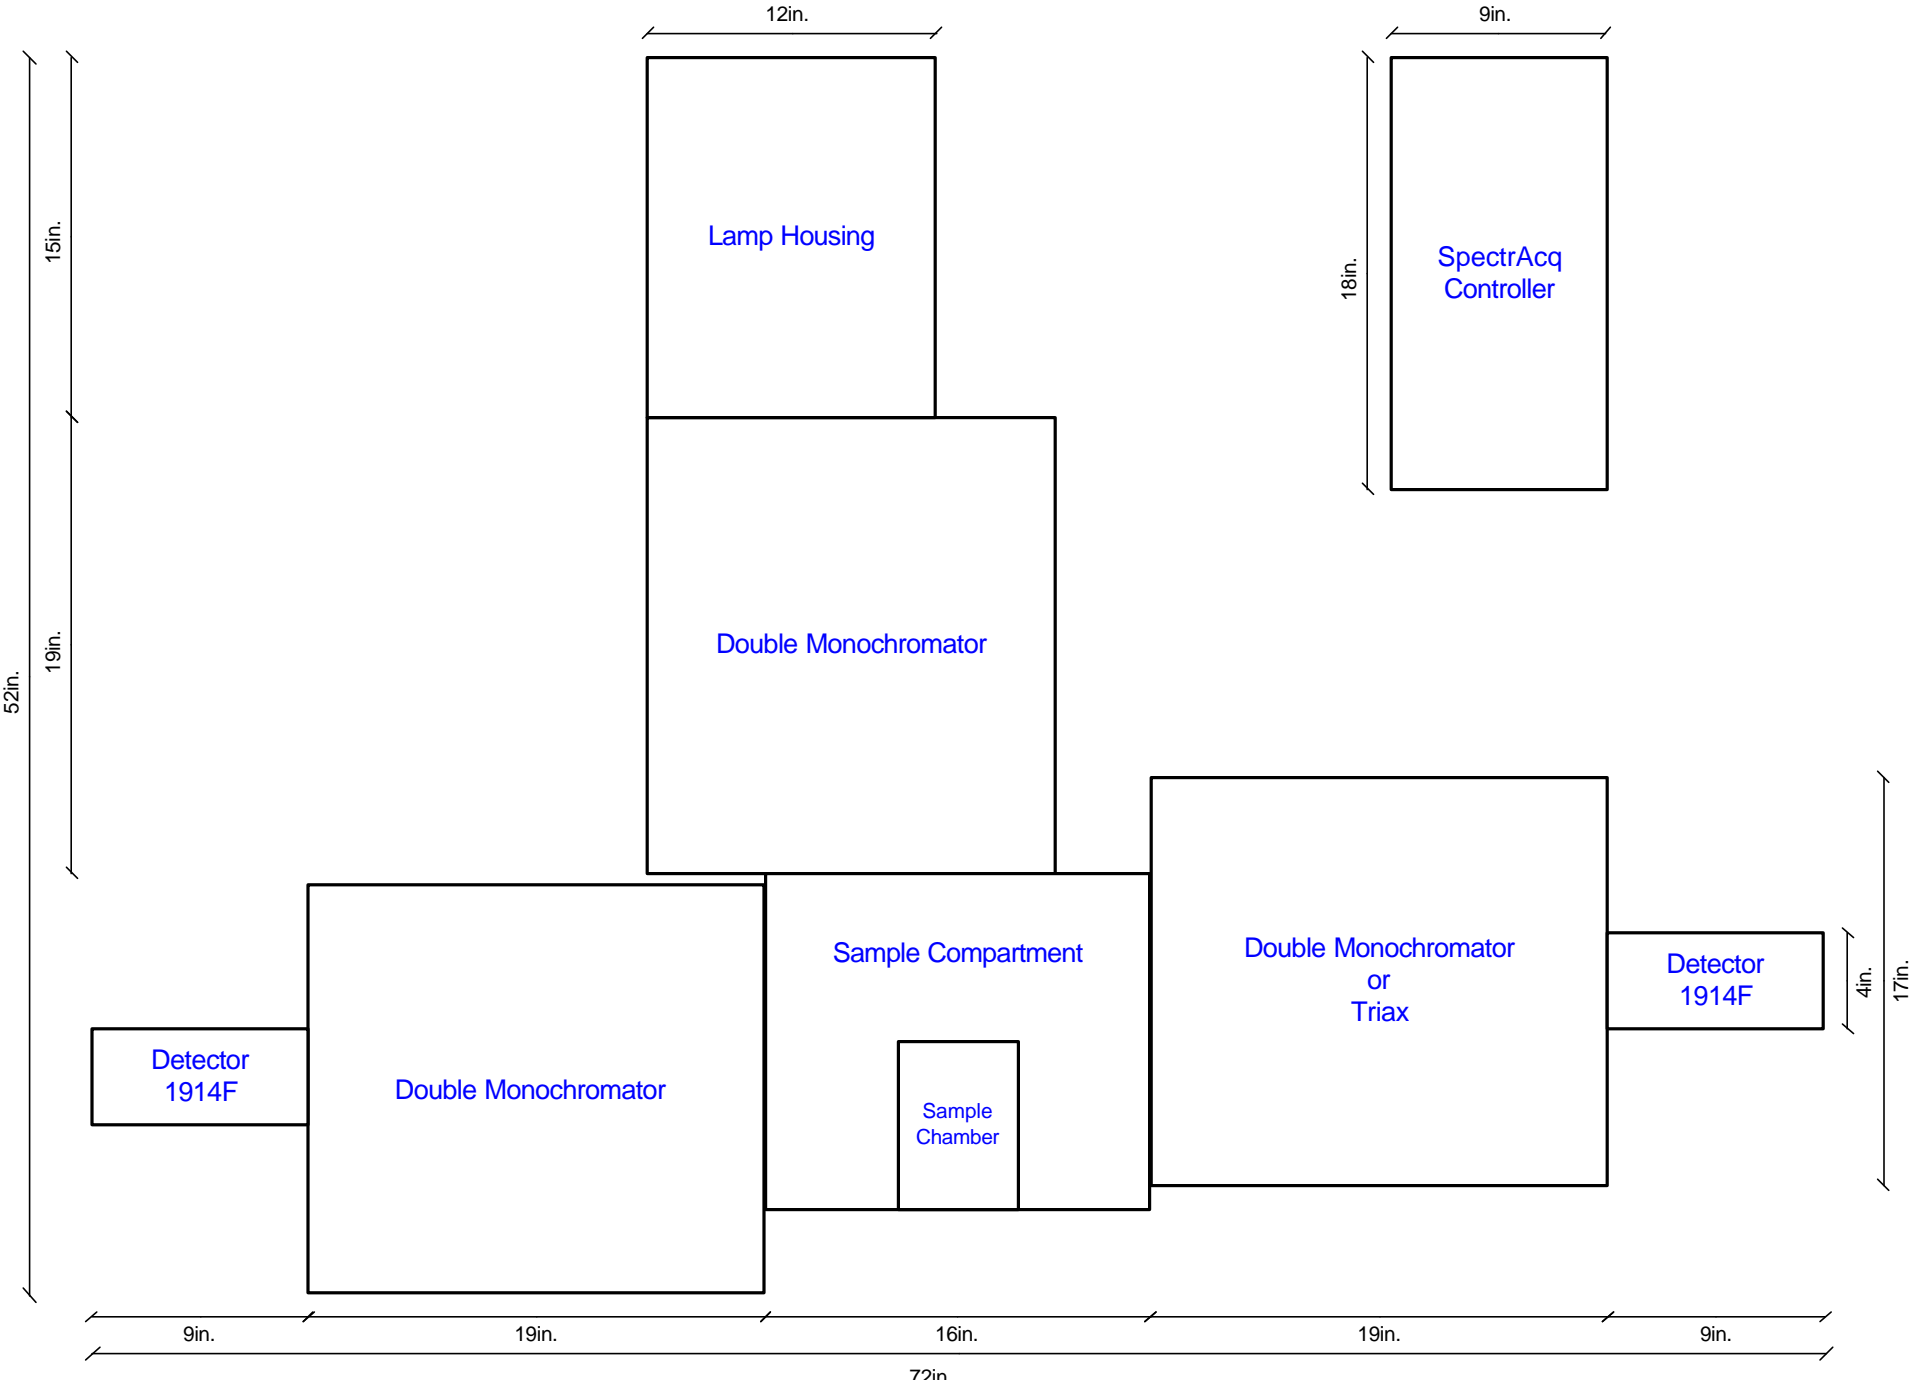 12in.
9in.
15in.
Lamp Housing
18in.
SpectrAcq
Controller
19in.
52in.
Double Monochromator
Sample Compartment
Double Monochromator
or
Triax
Detector
1914F
4in.
17in.
Detector
1914F
Double Monochromator
Sample
Chamber
9in.
19in.
16in.
19in.
9in.
72in